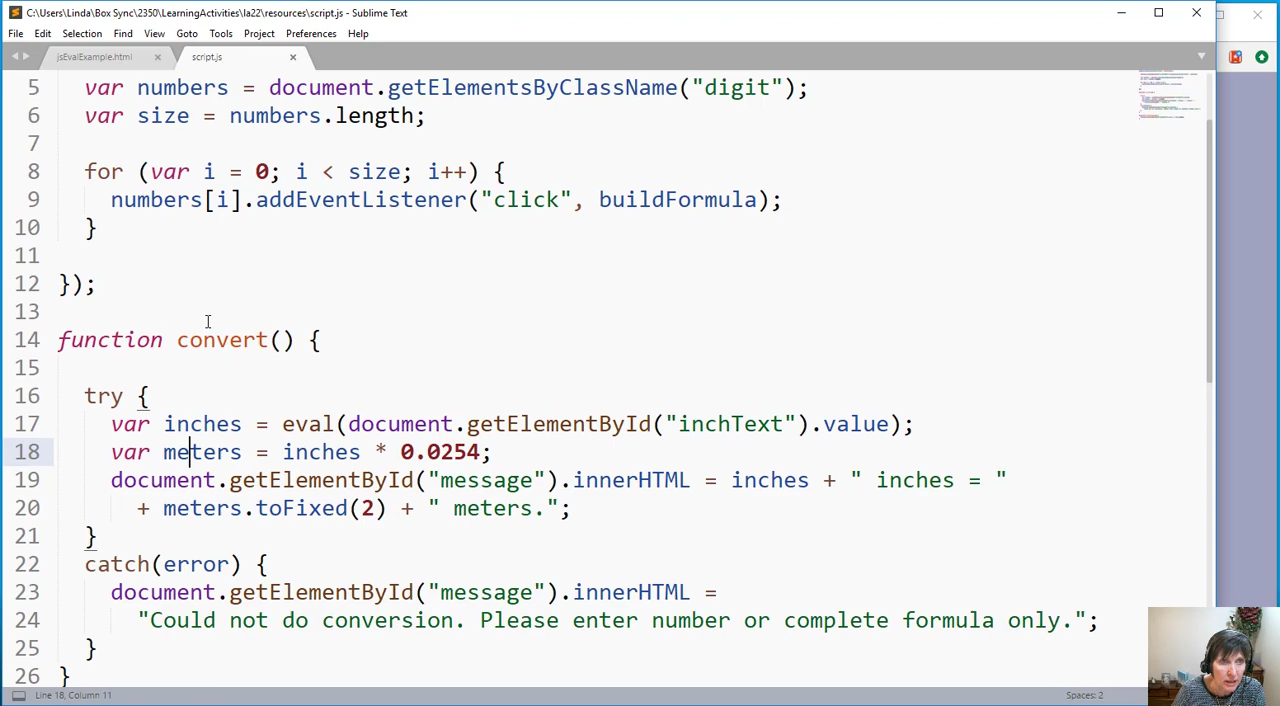 C:\Users\Linda\Box Sync\2350\LearningActivities\la22\resources\script.js - Sublime Text
File Edit Selection Find View Goto Tools Project Preferences Help
jsEvalExample.html script.js
5 var numbers = document.getElementsByClassName("digit");
6 var size = numbers.length;
7
8 for (var i = 0; i < size; i++) {
9 numbers[i].addEventListener("click", buildFormula);
10 }
11
12 });
13
14 function convert() {
15
16 try {
17 var inches = eval(document.getElementById("inchText").value);
18 var meters = inches * 0.0254;
19 document.getElementById("message").innerHTML = inches + " inches = "
20 + meters.toFixed(2) + " meters.";
21 }
22 catch(error) {
23 document.getElementById("message").innerHTML =
24 "Could not do conversion. Please enter number or complete formula only.";
25 }
26 }
Line 18, Column 11 Spaces: 2